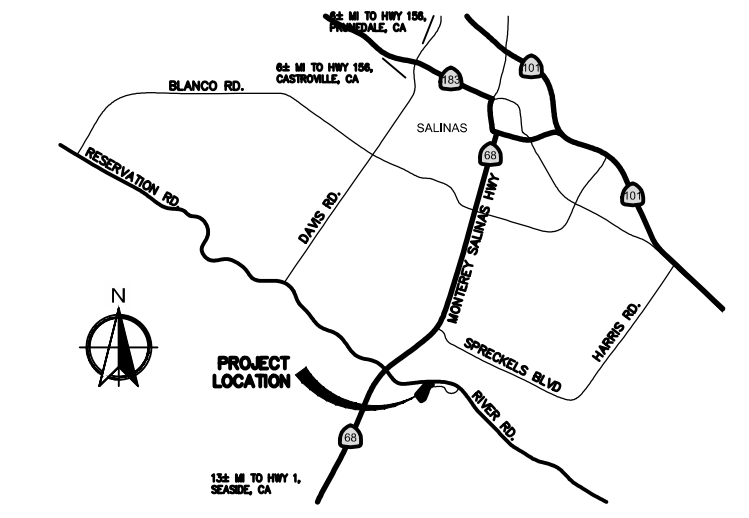 6± MI TO HWY 156,
PRUNEDALE, CA
6± MI TO HWY 156,
CASTROVILLE, CA
101
183
BLANCO RD.
SALINAS
68
RESERVATION RD.
101
DAVIS RD.
MONTEREY SALINAS HWY
N
HARRIS RD.
SPRECKELS BLVD
PROJECT
LOCATION
RIVER RD.
68
13± MI TO HWY 1,
SEASIDE, CA